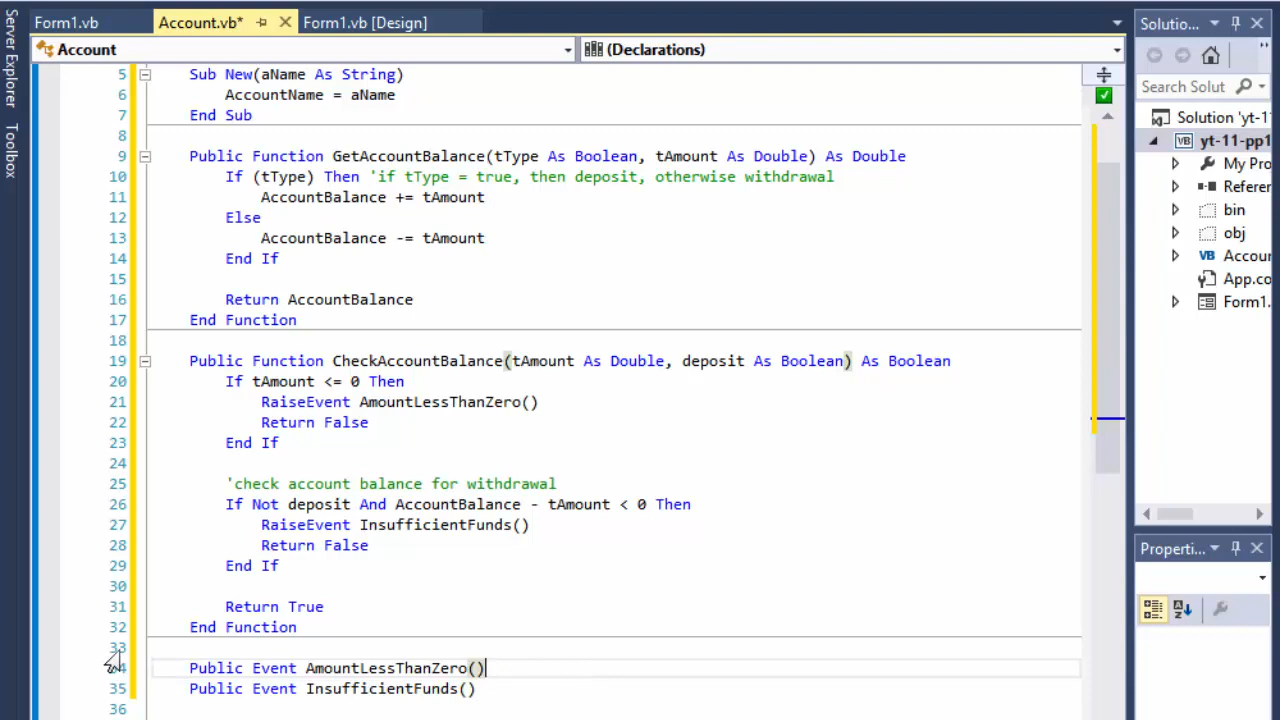 Form1.vb Account.vb* Form1.vb [Design] Solutio...
Server Explorer
Toolbox
Account (Declarations)
Search Solut
5 Sub New(aName As String)
6 AccountName = aName
7 End Sub
8
9 Public Function GetAccountBalance(tType As Boolean, tAmount As Double) As Double
10 If (tType) Then 'if tType = true, then deposit, otherwise withdrawal
11 AccountBalance += tAmount
12 Else
13 AccountBalance -= tAmount
14 End If
15
16 Return AccountBalance
17 End Function
18
19 Public Function CheckAccountBalance(tAmount As Double, deposit As Boolean) As Boolean
20 If tAmount <= 0 Then
21 RaiseEvent AmountLessThanZero()
22 Return False
23 End If
24
25 'check account balance for withdrawal
26 If Not deposit And AccountBalance - tAmount < 0 Then
27 RaiseEvent InsufficientFunds()
28 Return False
29 End If
30
31 Return True
32 End Function
33
34 Public Event AmountLessThanZero()
35 Public Event InsufficientFunds()
36
Solution 'yt-1
yt-11-pp1
My Pro
Referer
bin
obj
Accour
App.co
Form1.
Properti...